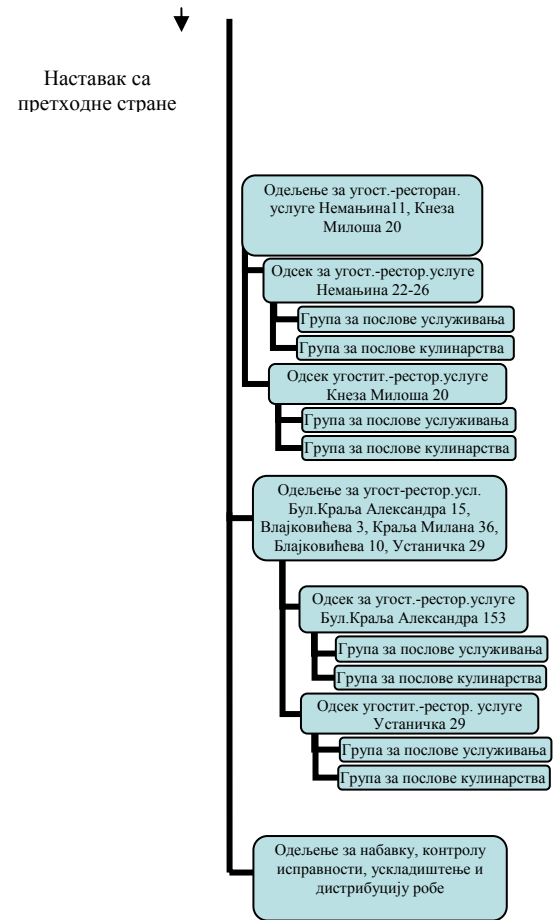 Наставак са
претходне стране
Одељење за угост.-ресторан.
услуге Немањина11, Кнеза
Милоша 20
Одсек за угост.-рестор.услуге
Немањина 22-26
Група за послове услуживања
Група за послове кулинарства
Одсек угостит.-рестор.услуге
Кнеза Милоша 20
Група за послове услуживања
Група за послове кулинарства
Одељење за угост-рестор.усл.
Бул.Краља Александра 15,
Влајковићева 3, Краља Милана 36,
Блајковићева 10, Устаничка 29
Одсек за угост.-рестор.услуге
Бул.Краља Александра 153
Група за послове услуживања
Група за послове кулинарства
Одсек угостит.-рестор. услуге
Устаничка 29
Група за послове услуживања
Група за послове кулинарства
Одељење за набавку, контролу
исправности, ускладиштење и
дистрибуцију робе